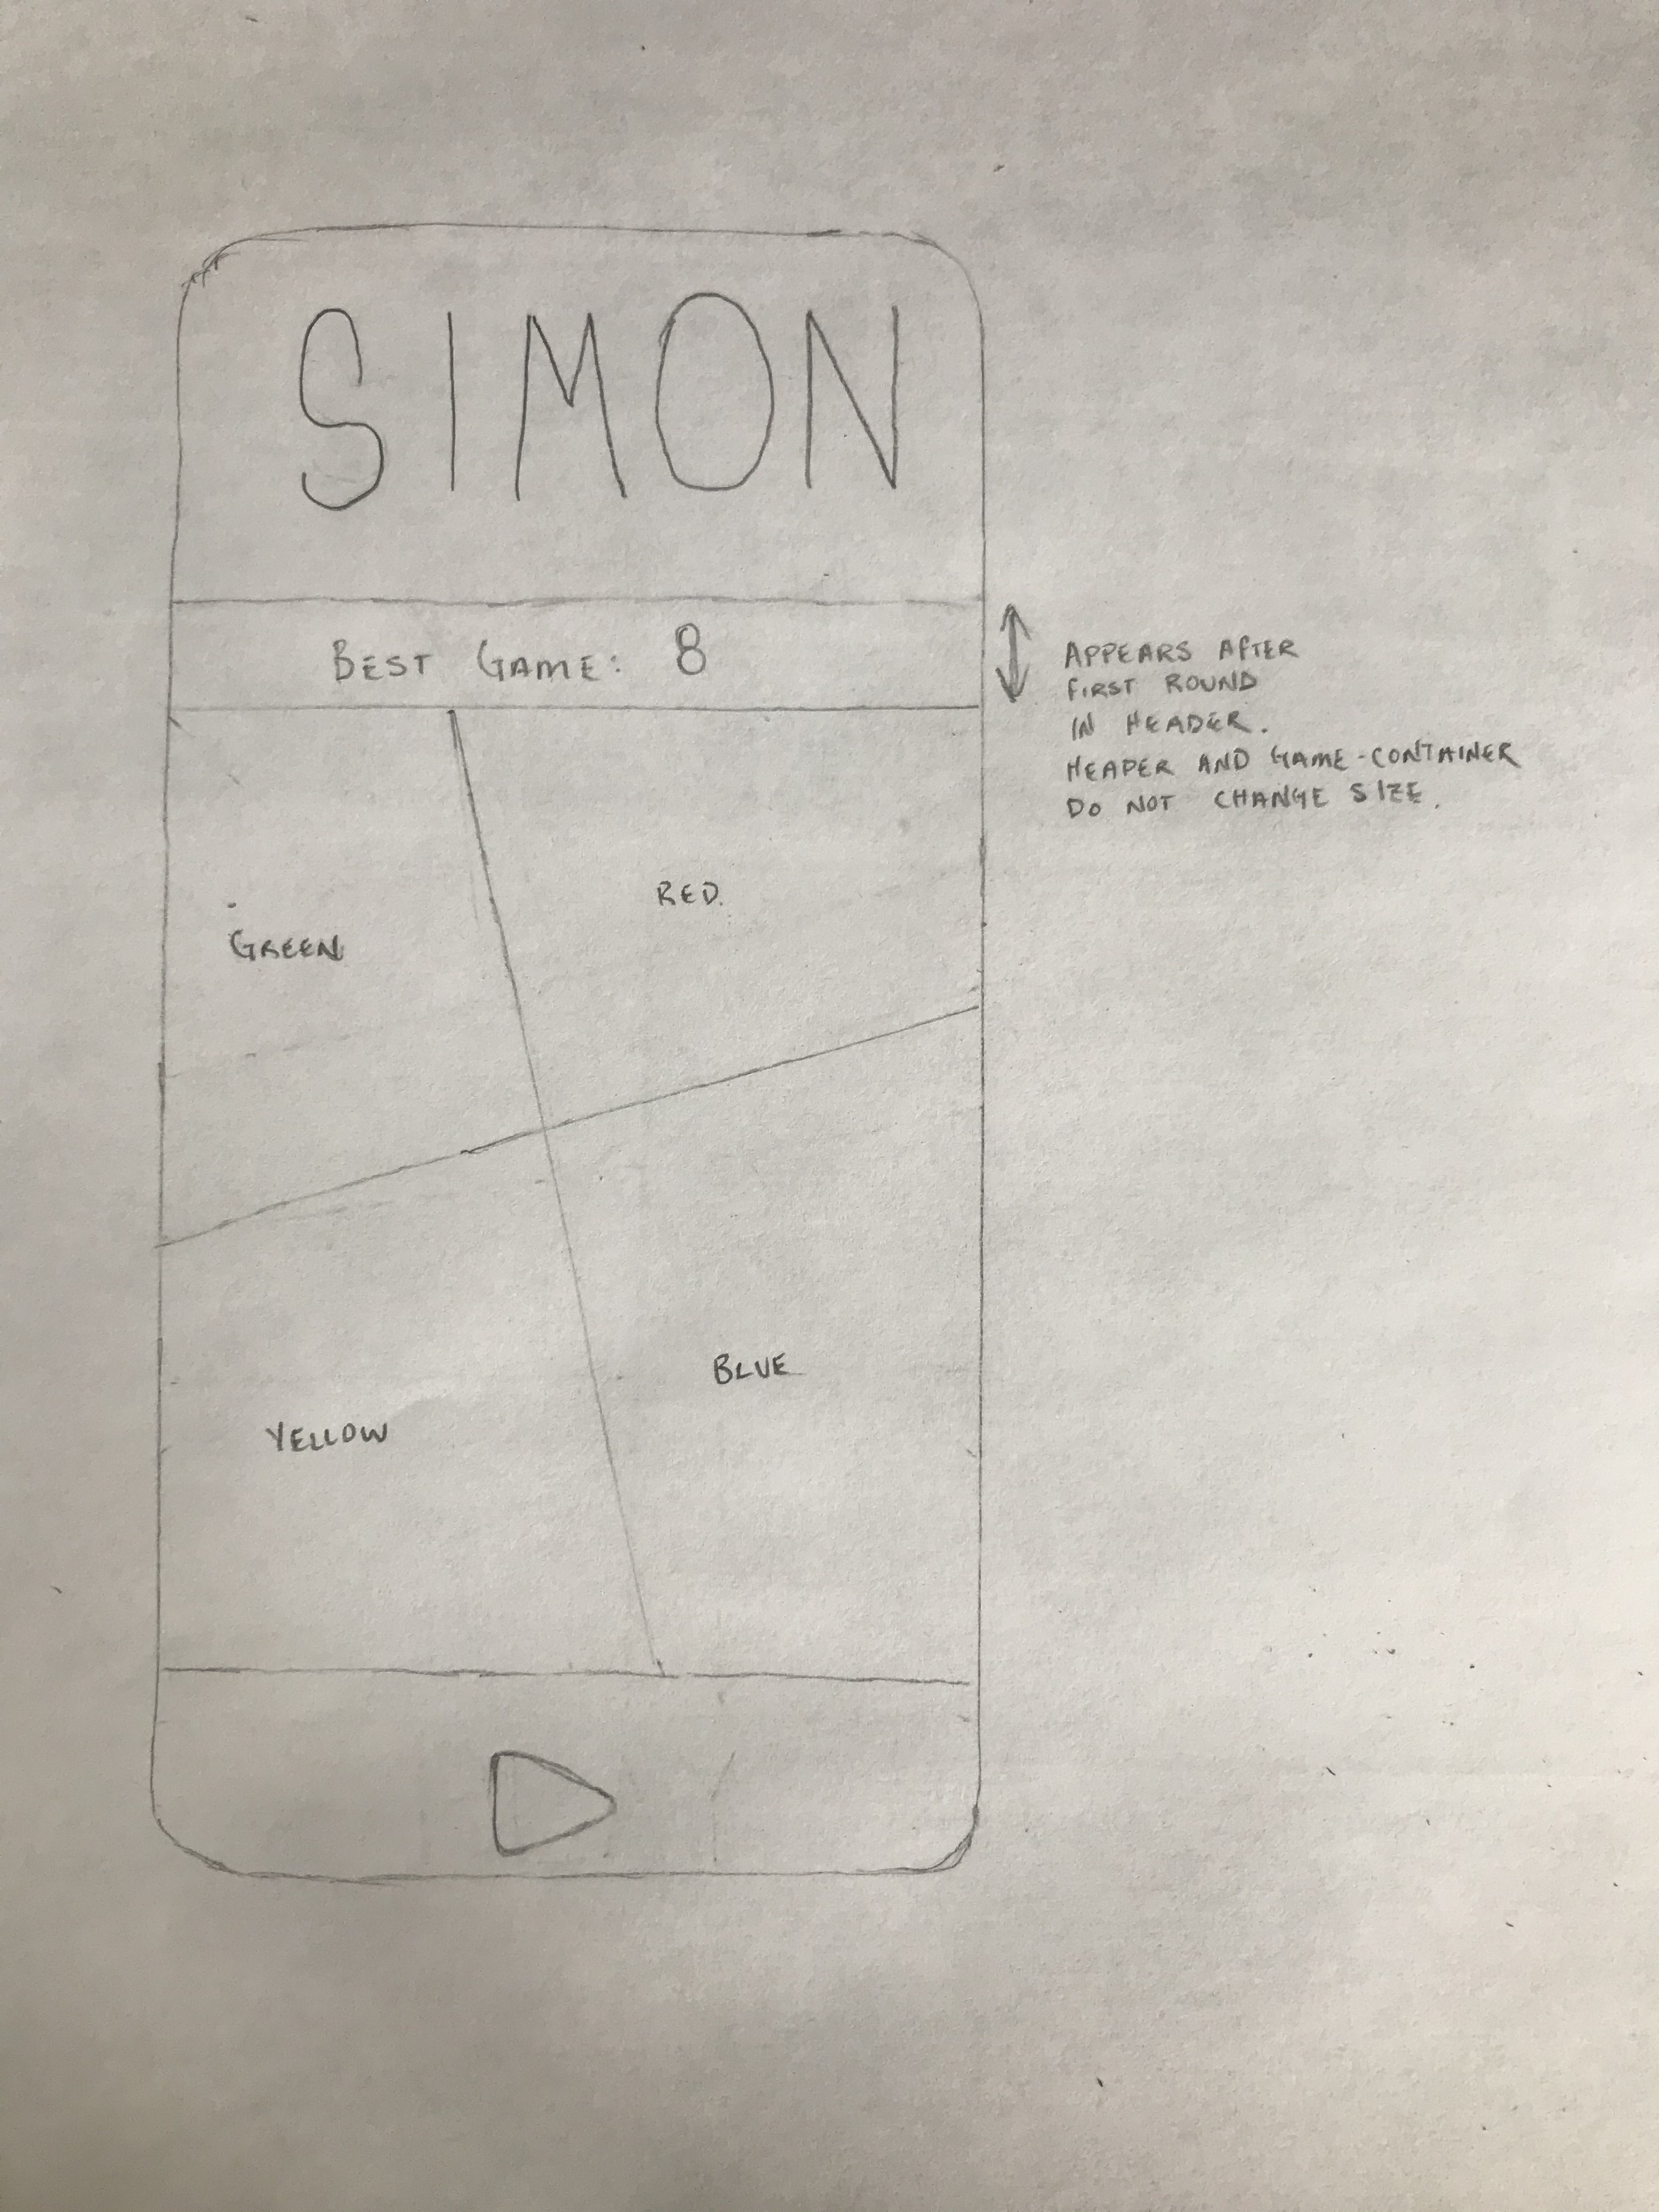 SIMON
BEST GAME: 8
APPEARS AFTER
FIRST ROUND
IN HEADER.
HEAPER AND GAME-CONTAINER
DO NOT CHANGE SIZE.
RED.
GREEN
BLUE
YELLOW